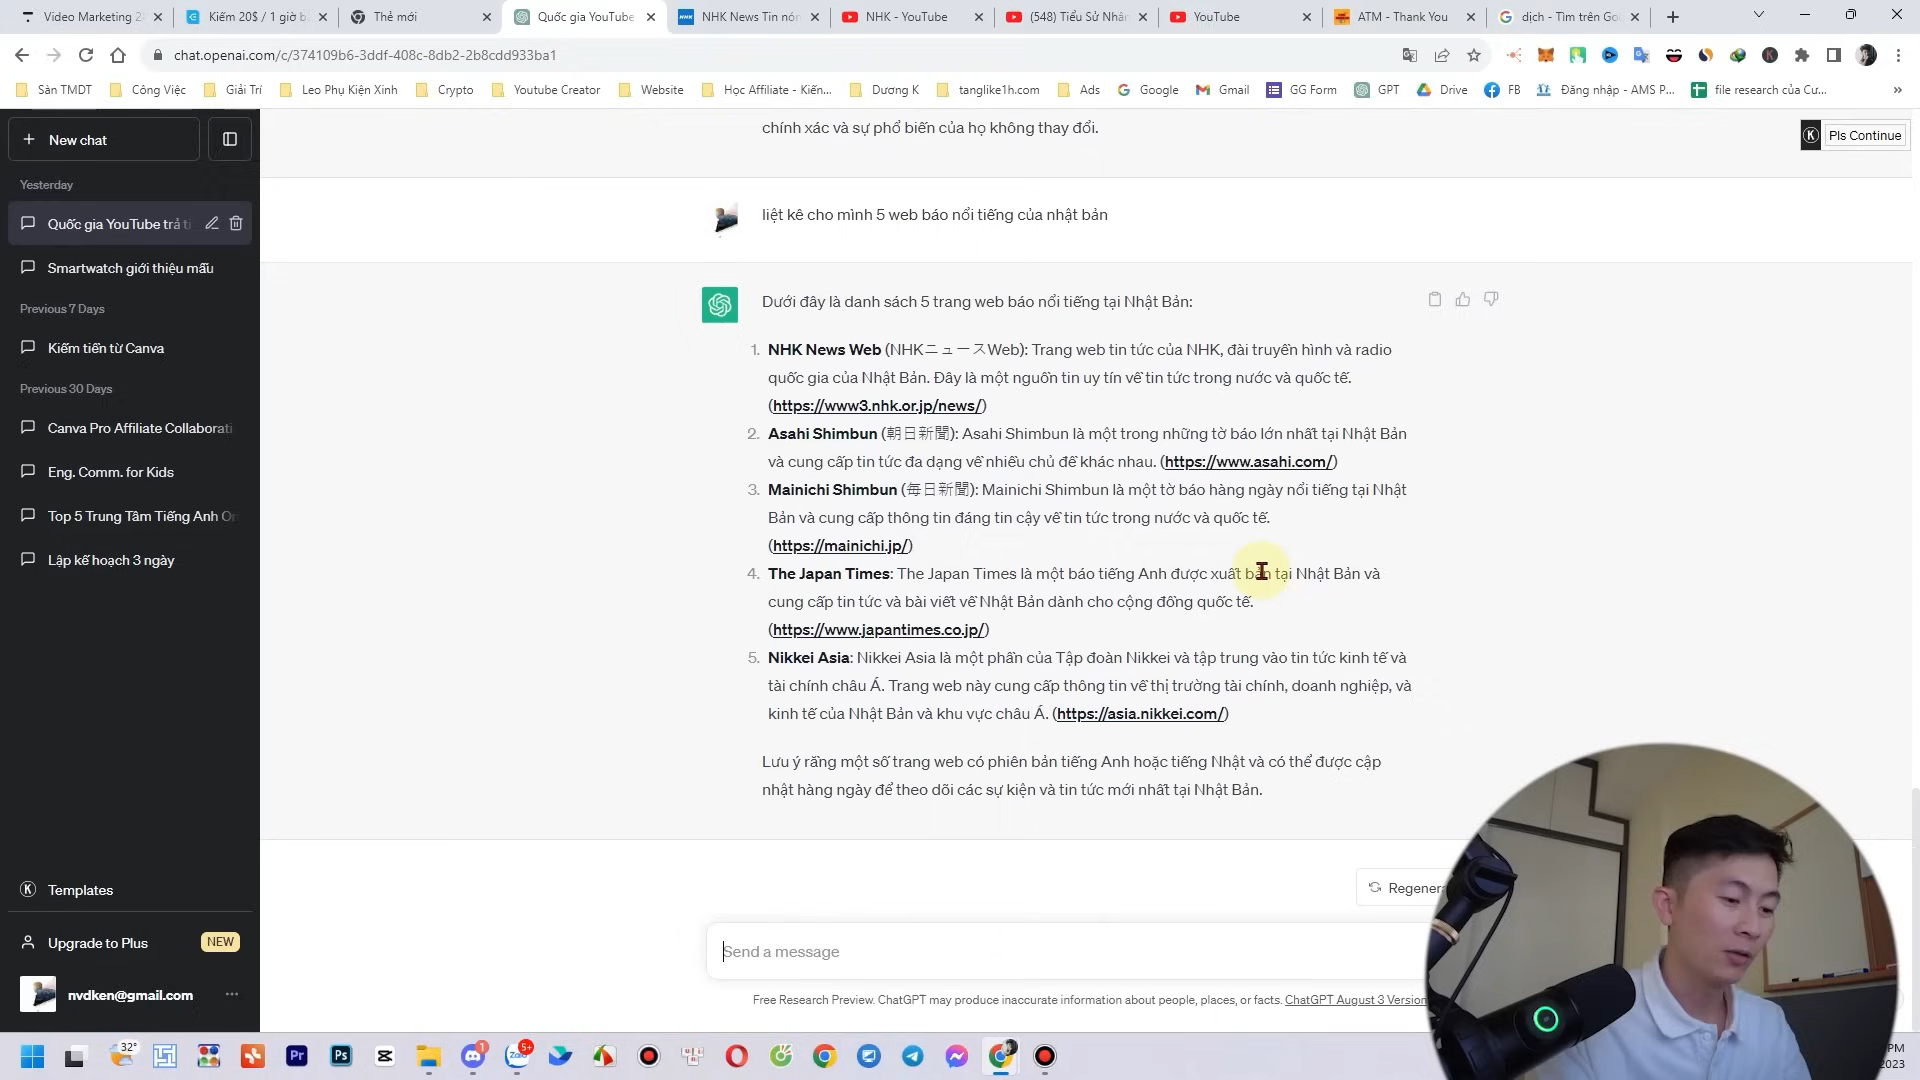 Video Marketing 2
Kiếm 20$ / 1 giờ b
Thẻ mới
Quốc gia YouTube
NHK News Tin nón
NHK - YouTube
(548) Tiểu Sử Nhân
YouTube
ATM - Thank You
dịch - Tìm trên Go
chat.openai.com/c/374109b6-3ddf-408c-8db2-2b8cdd933ba1
Sàn TMDT
Công Việc
Giải Trí
Leo Phụ Kiện Xinh
Crypto
Youtube Creator
Website
Học Affiliate - Kiến...
Dương K
tanglike1h.com
Ads
Google
Gmail
GG Form
GPT
Drive
FB
Đăng nhập - AMS P...
file research của Cư...
New chat
Yesterday
Quốc gia YouTube trả ti
Smartwatch giới thiệu mẫu
Previous 7 Days
Kiếm tiền từ Canva
Previous 30 Days
Canva Pro Affiliate Collaborati
Eng. Comm. for Kids
Top 5 Trung Tâm Tiếng Anh On
Lập kế hoạch 3 ngày
Templates
Upgrade to Plus
NEW
nvdken@gmail.com
Pls Continue
chính xác và sự phổ biến của họ không thay đổi.
liệt kê cho mình 5 web báo nổi tiếng của nhật bản
Dưới đây là danh sách 5 trang web báo nổi tiếng tại Nhật Bản:
1. NHK News Web (NHKニュースWeb): Trang web tin tức của NHK, đài truyền hình và radio
quốc gia của Nhật Bản. Đây là một nguồn tin uy tín về tin tức trong nước và quốc tế.
(https://www3.nhk.or.jp/news/)
2. Asahi Shimbun (朝日新聞): Asahi Shimbun là một trong những tờ báo lớn nhất tại Nhật Bản
và cung cấp tin tức đa dạng về nhiều chủ đề khác nhau. (https://www.asahi.com/)
3. Mainichi Shimbun (毎日新聞): Mainichi Shimbun là một tờ báo hàng ngày nổi tiếng tại Nhật
Bản và cung cấp thông tin đáng tin cậy về tin tức trong nước và quốc tế.
(https://mainichi.jp/)
4. The Japan Times: The Japan Times là một báo tiếng Anh được xuất bản tại Nhật Bản và
cung cấp tin tức và bài viết về Nhật Bản dành cho cộng đồng quốc tế.
(https://www.japantimes.co.jp/)
5. Nikkei Asia: Nikkei Asia là một phần của Tập đoàn Nikkei và tập trung vào tin tức kinh tế và
tài chính châu Á. Trang web này cung cấp thông tin về thị trường tài chính, doanh nghiệp, và
kinh tế của Nhật Bản và khu vực châu Á. (https://asia.nikkei.com/)
Lưu ý rằng một số trang web có phiên bản tiếng Anh hoặc tiếng Nhật và có thể được cập
nhật hàng ngày để theo dõi các sự kiện và tin tức mới nhất tại Nhật Bản.
Regenera
Send a message
Free Research Preview. ChatGPT may produce inaccurate information about people, places, or facts. ChatGPT August 3 Version
32°
1
Zalo
5+
PM
2023